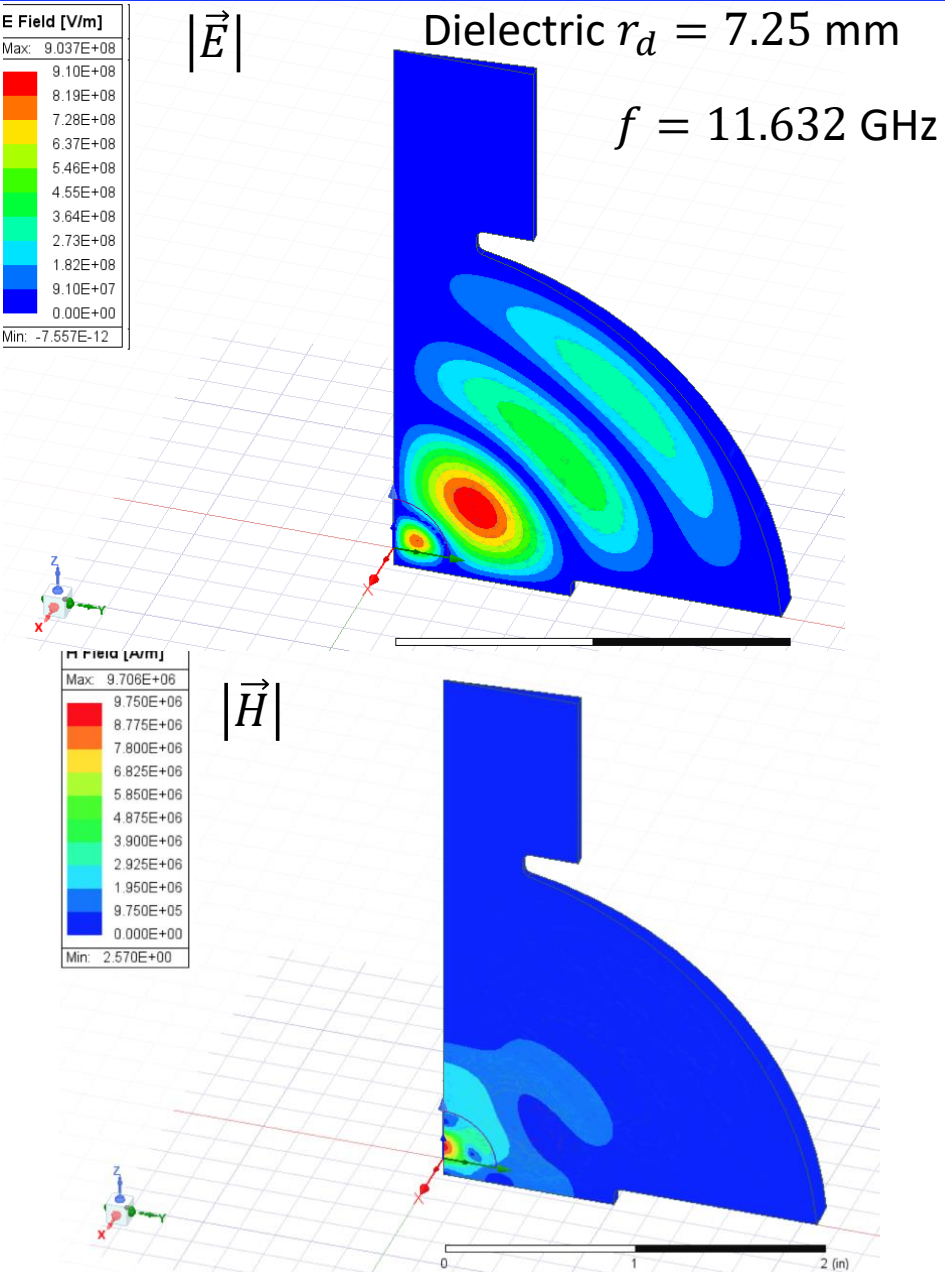 E Field [V/m]
Max: 9.037E+08
9.10E+08
8.19E+08
7.28E+08
6.37E+08
5.46E+08
4.55E+08
3.64E+08
2.73E+08
1.82E+08
9.10E+07
0.00E+00
Min: -7.557E-12
|E⃗|
Dielectric r_d = 7.25 mm
f = 11.632 GHz
Z
Y
X
X
H Field [A/m]
Max: 9.706E+06
9.750E+06
8.775E+06
7.800E+06
6.825E+06
5.850E+06
4.875E+06
3.900E+06
2.925E+06
1.950E+06
9.750E+05
0.000E+00
Min: 2.570E+00
|H⃗|
Z
Y
X
X
0 1 2 (in)